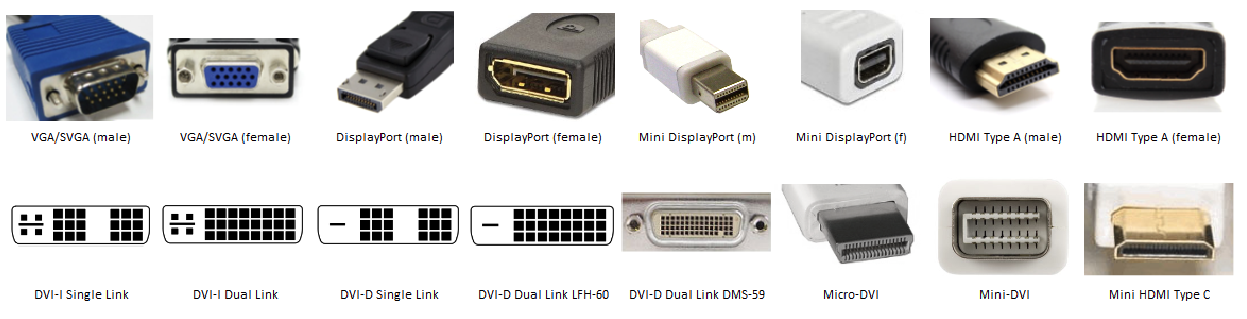 VGA/SVGA (male)
VGA/SVGA (female)
DisplayPort (male)
DisplayPort (female)
Mini DisplayPort (m)
Mini DisplayPort (f)
HDMI Type A (male)
HDMI Type A (female)
DVI-I Single Link
DVI-I Dual Link
DVI-D Single Link
DVI-D Dual Link LFH-60
DVI-D Dual Link DMS-59
Micro-DVI
Mini-DVI
Mini HDMI Type C